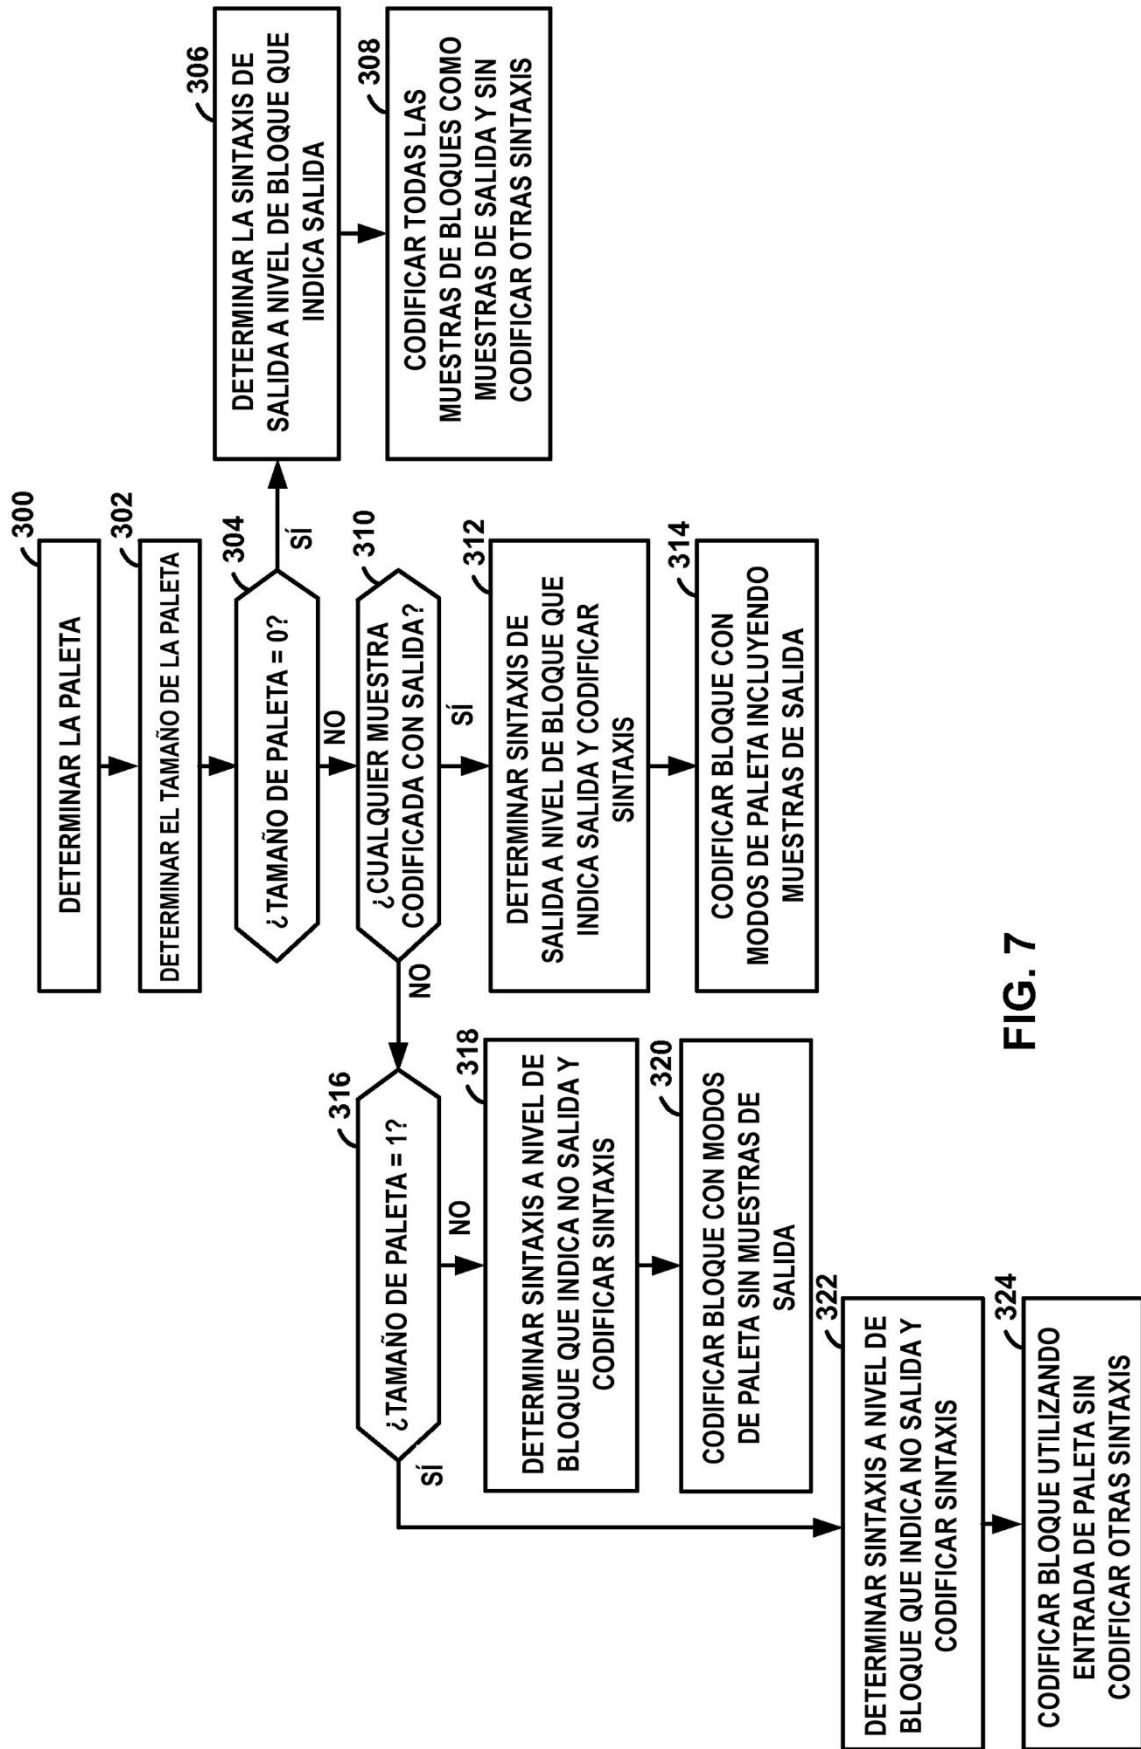 300
DETERMINAR LA PALETA
302
DETERMINAR EL TAMAÑO DE LA PALETA
304
¿TAMAÑO DE PALETA = 0?
SÍ
NO
306
DETERMINAR LA SINTAXIS DE
SALIDA A NIVEL DE BLOQUE QUE
INDICA SALIDA
308
CODIFICAR TODAS LAS
MUESTRAS DE BLOQUES COMO
MUESTRAS DE SALIDA Y SIN
CODIFICAR OTRAS SINTAXIS
310
¿CUALQUIER MUESTRA
CODIFICADA CON SALIDA?
NO
SÍ
312
DETERMINAR SINTAXIS DE
SALIDA A NIVEL DE BLOQUE QUE
INDICA SALIDA Y CODIFICAR
SINTAXIS
314
CODIFICAR BLOQUE CON
MODOS DE PALETA INCLUYENDO
MUESTRAS DE SALIDA
316
¿TAMAÑO DE PALETA = 1?
SÍ
NO
318
DETERMINAR SINTAXIS A NIVEL DE
BLOQUE QUE INDICA NO SALIDA Y
CODIFICAR SINTAXIS
320
CODIFICAR BLOQUE CON MODOS
DE PALETA SIN MUESTRAS DE
SALIDA
322
DETERMINAR SINTAXIS A NIVEL DE
BLOQUE QUE INDICA NO SALIDA Y
CODIFICAR SINTAXIS
324
CODIFICAR BLOQUE UTILIZANDO
ENTRADA DE PALETA SIN
CODIFICAR OTRAS SINTAXIS
FIG. 7